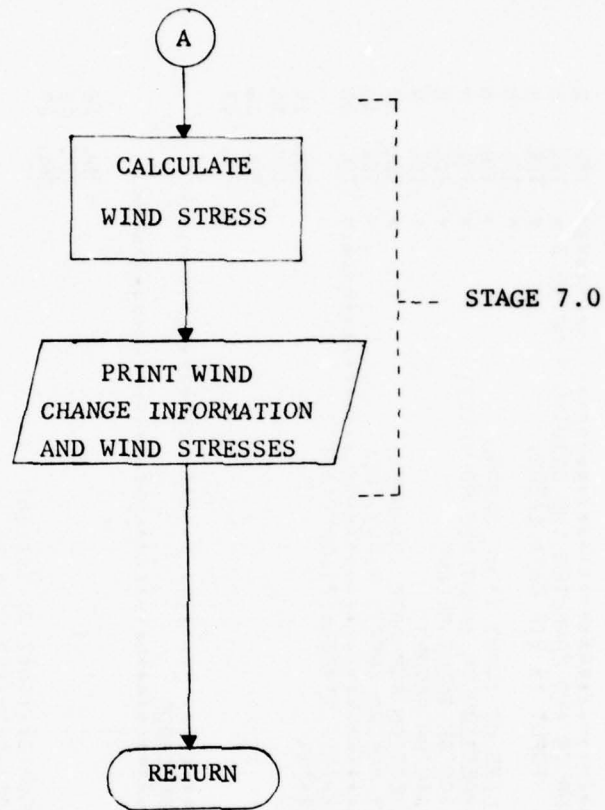 A
CALCULATE
WIND STRESS
STAGE 7.0
PRINT WIND
CHANGE INFORMATION
AND WIND STRESSES
RETURN